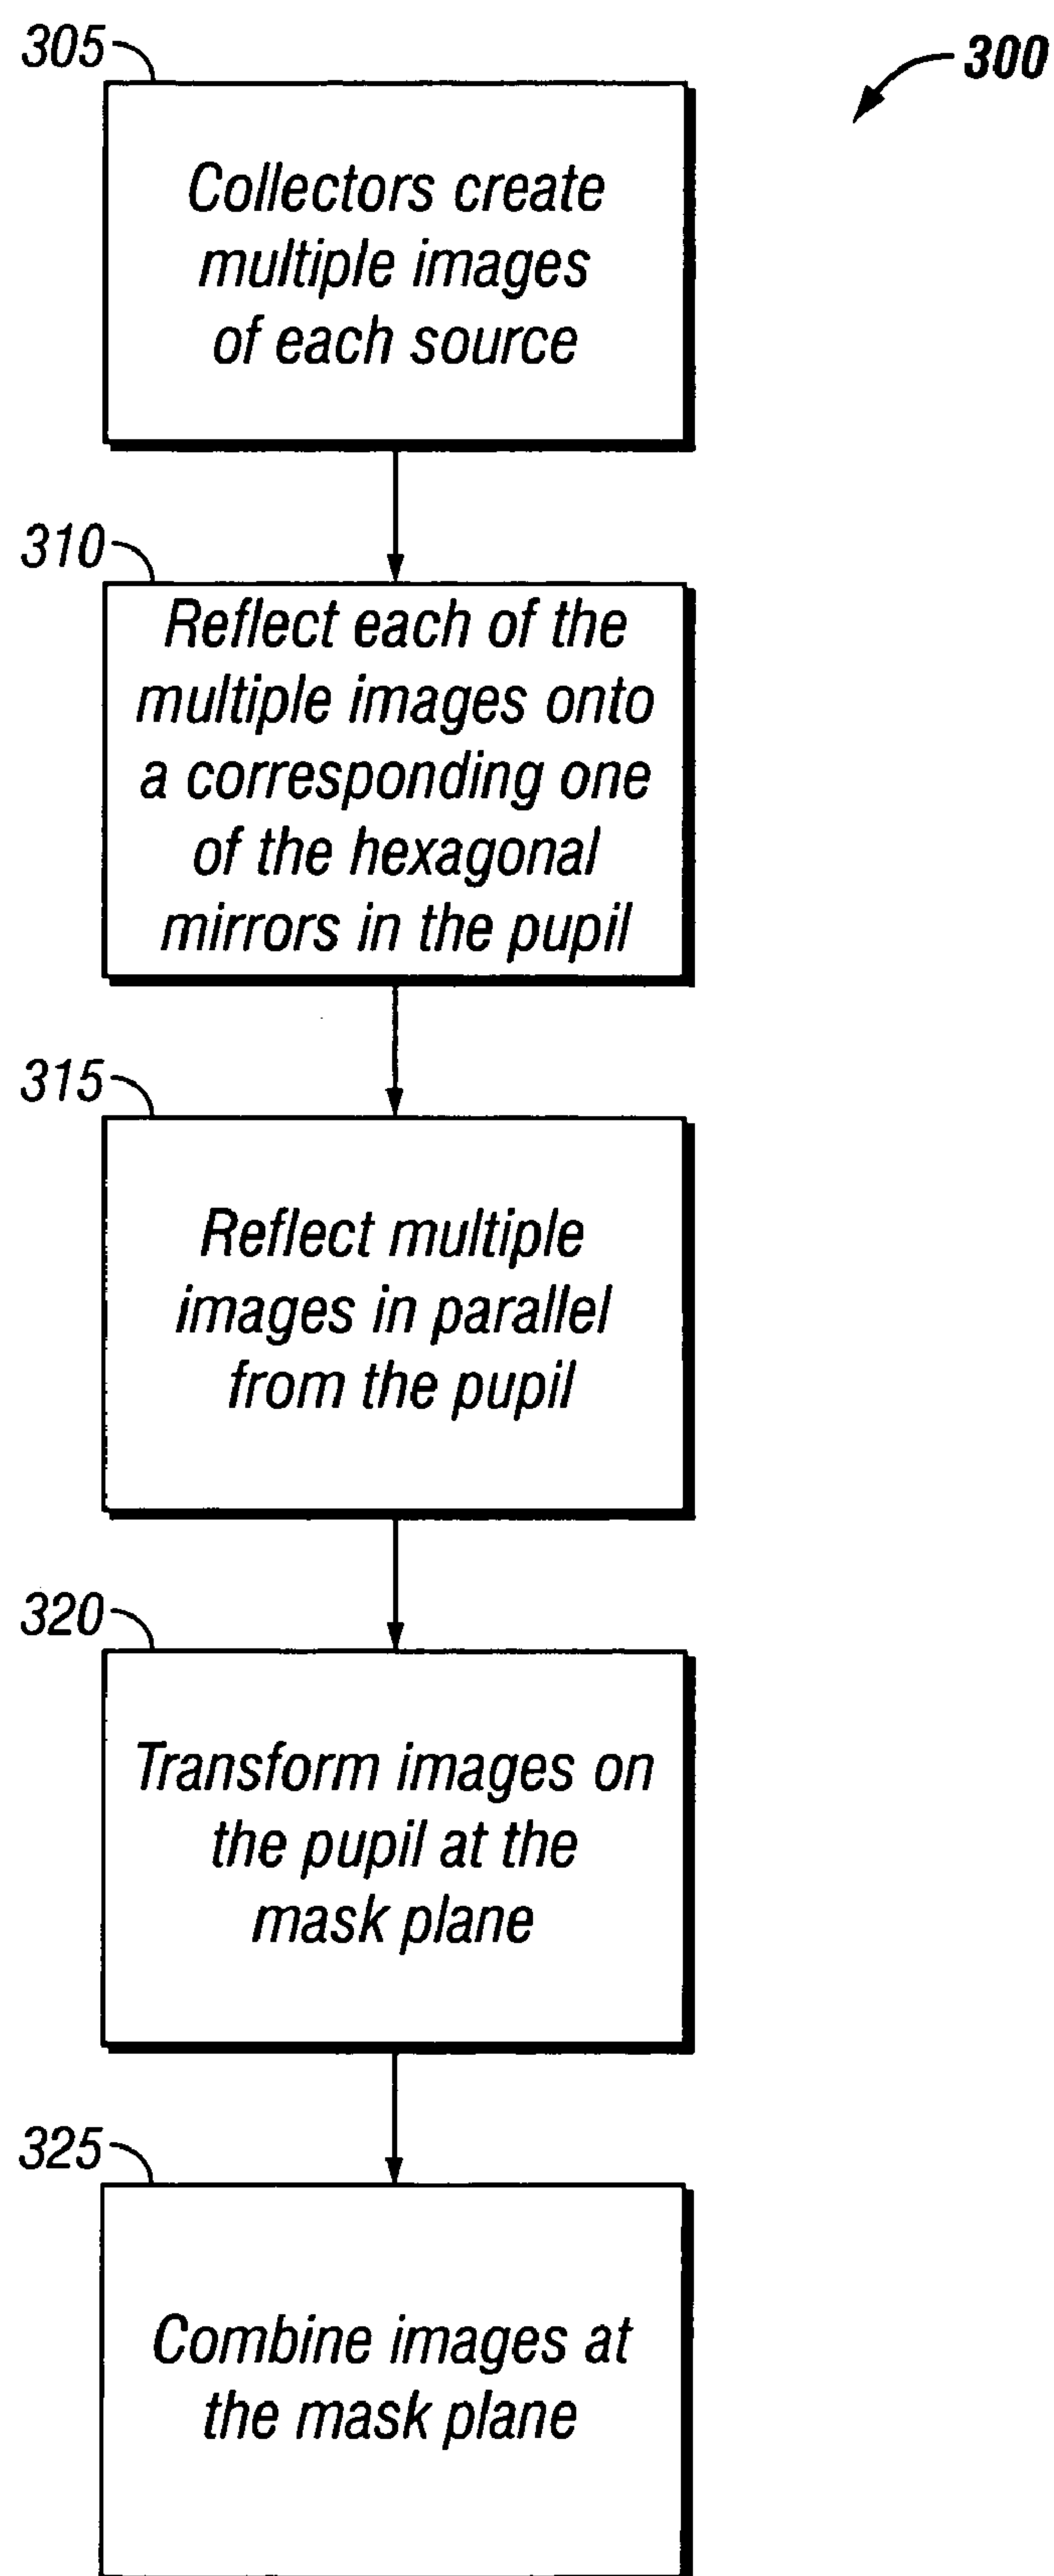 305
300
Collectors create
multiple images
of each source
310
Reflect each of the
multiple images onto
a corresponding one
of the hexagonal
mirrors in the pupil
315
Reflect multiple
images in parallel
from the pupil
320
Transform images on
the pupil at the
mask plane
325
Combine images at
the mask plane